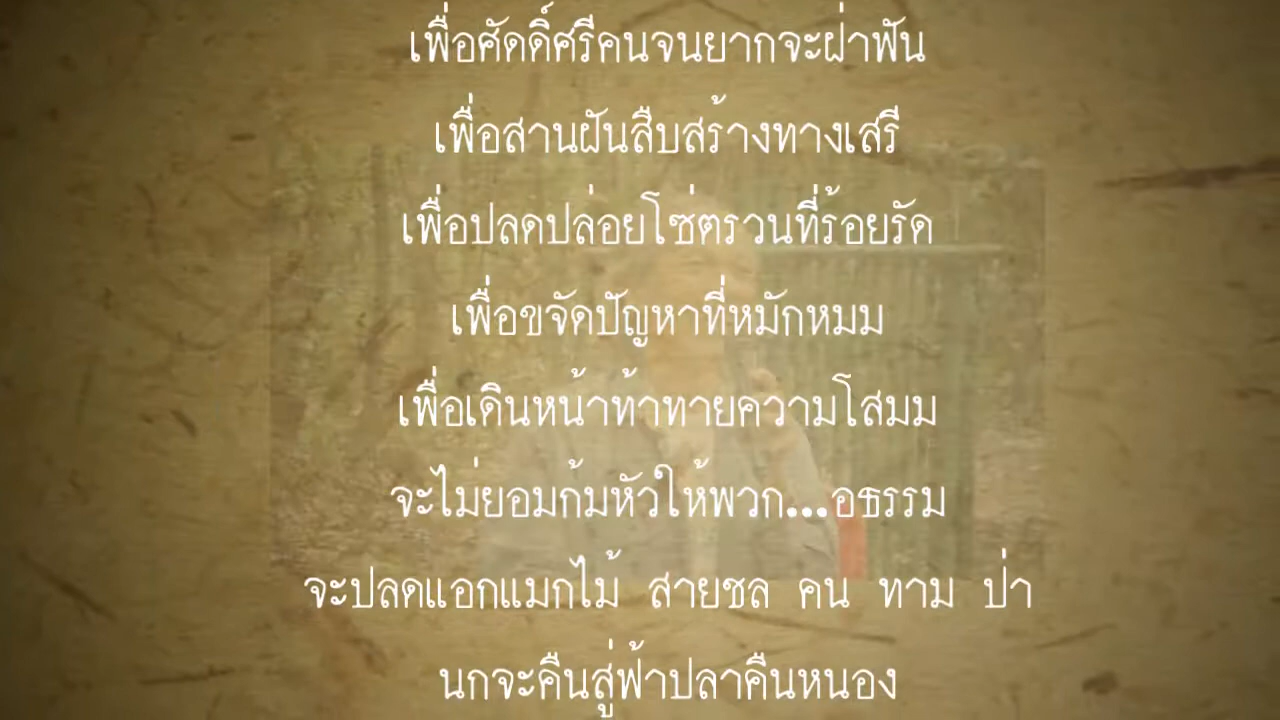 เพื่อศักดิ์ศรีคนจนยากจะฝ่าฟัน
เพื่อสานฝันสืบสร้างทางเสรี
เพื่อปลดปล่อยโซ่ตรวนที่ร้อยรัด
เพื่อขจัดปัญหาที่หมักหมม
เพื่อเดินหน้าท้าทายความโสมม
จะไม่ยอมก้มหัวให้พวก...อธรรม
จะปลดแอกแมกไม้ สายชล คน ทาม ป่า
นกจะคืนสู่ฟ้าปลาคืนหนอง